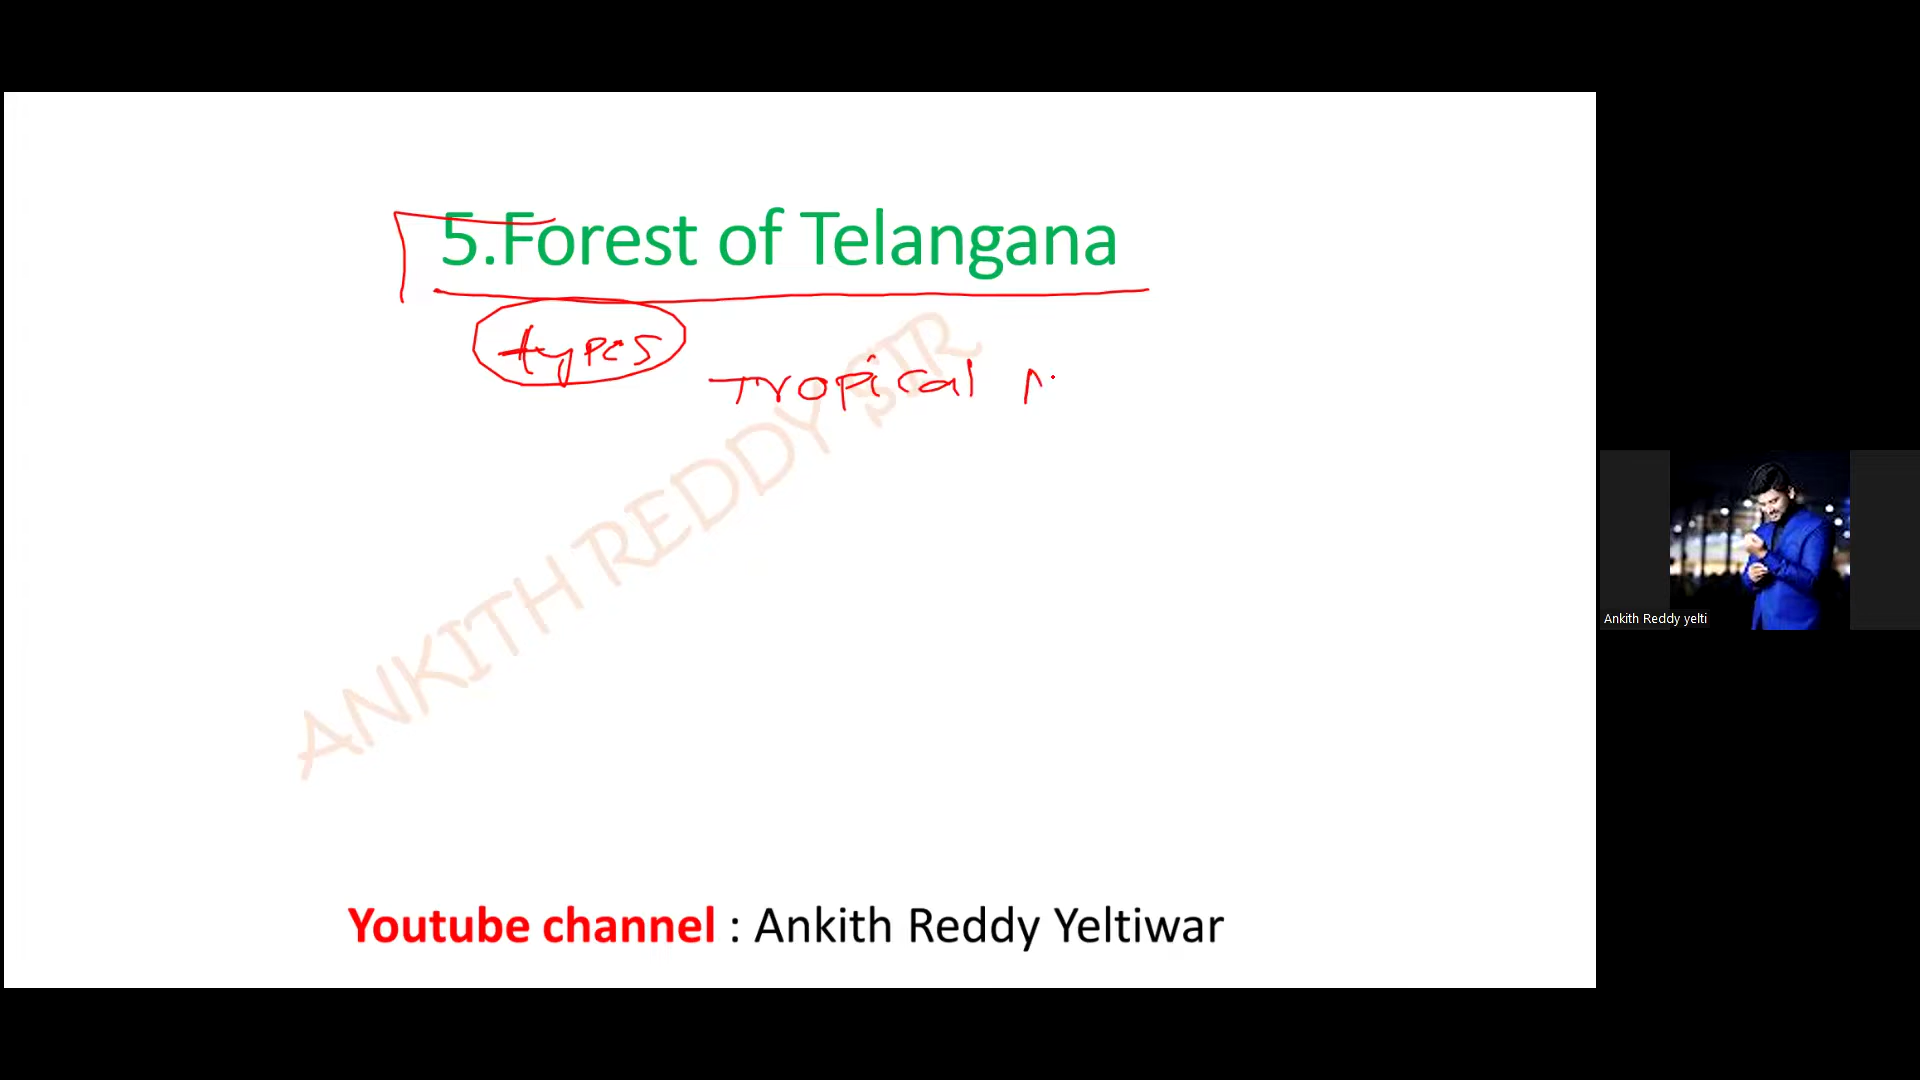 5.Forest of Telangana
types
Tropical
ANKITH REDDY SIR
Ankith Reddy yelti
Youtube channel : Ankith Reddy Yeltiwar